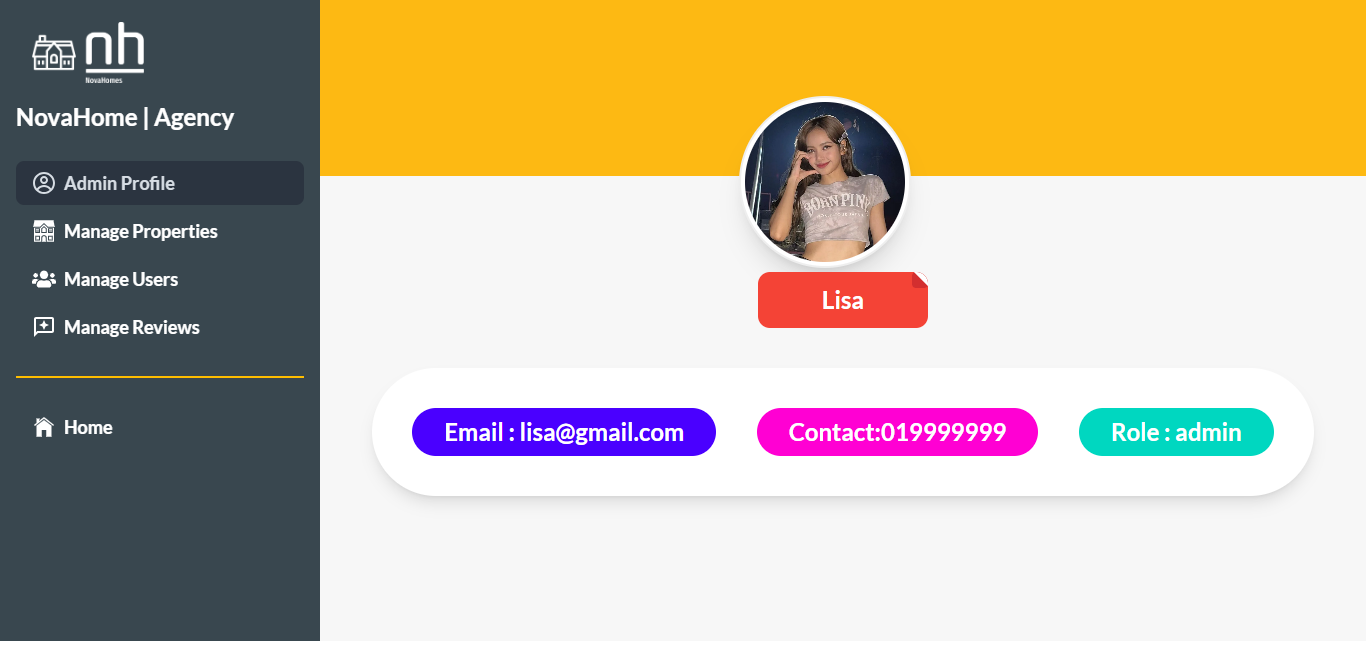 nh
NovaHomes
NovaHome | Agency
Admin Profile
Manage Properties
Manage Users
Manage Reviews
Home
BORN PINK
Lisa
Email : lisa@gmail.com
Contact:019999999
Role : admin